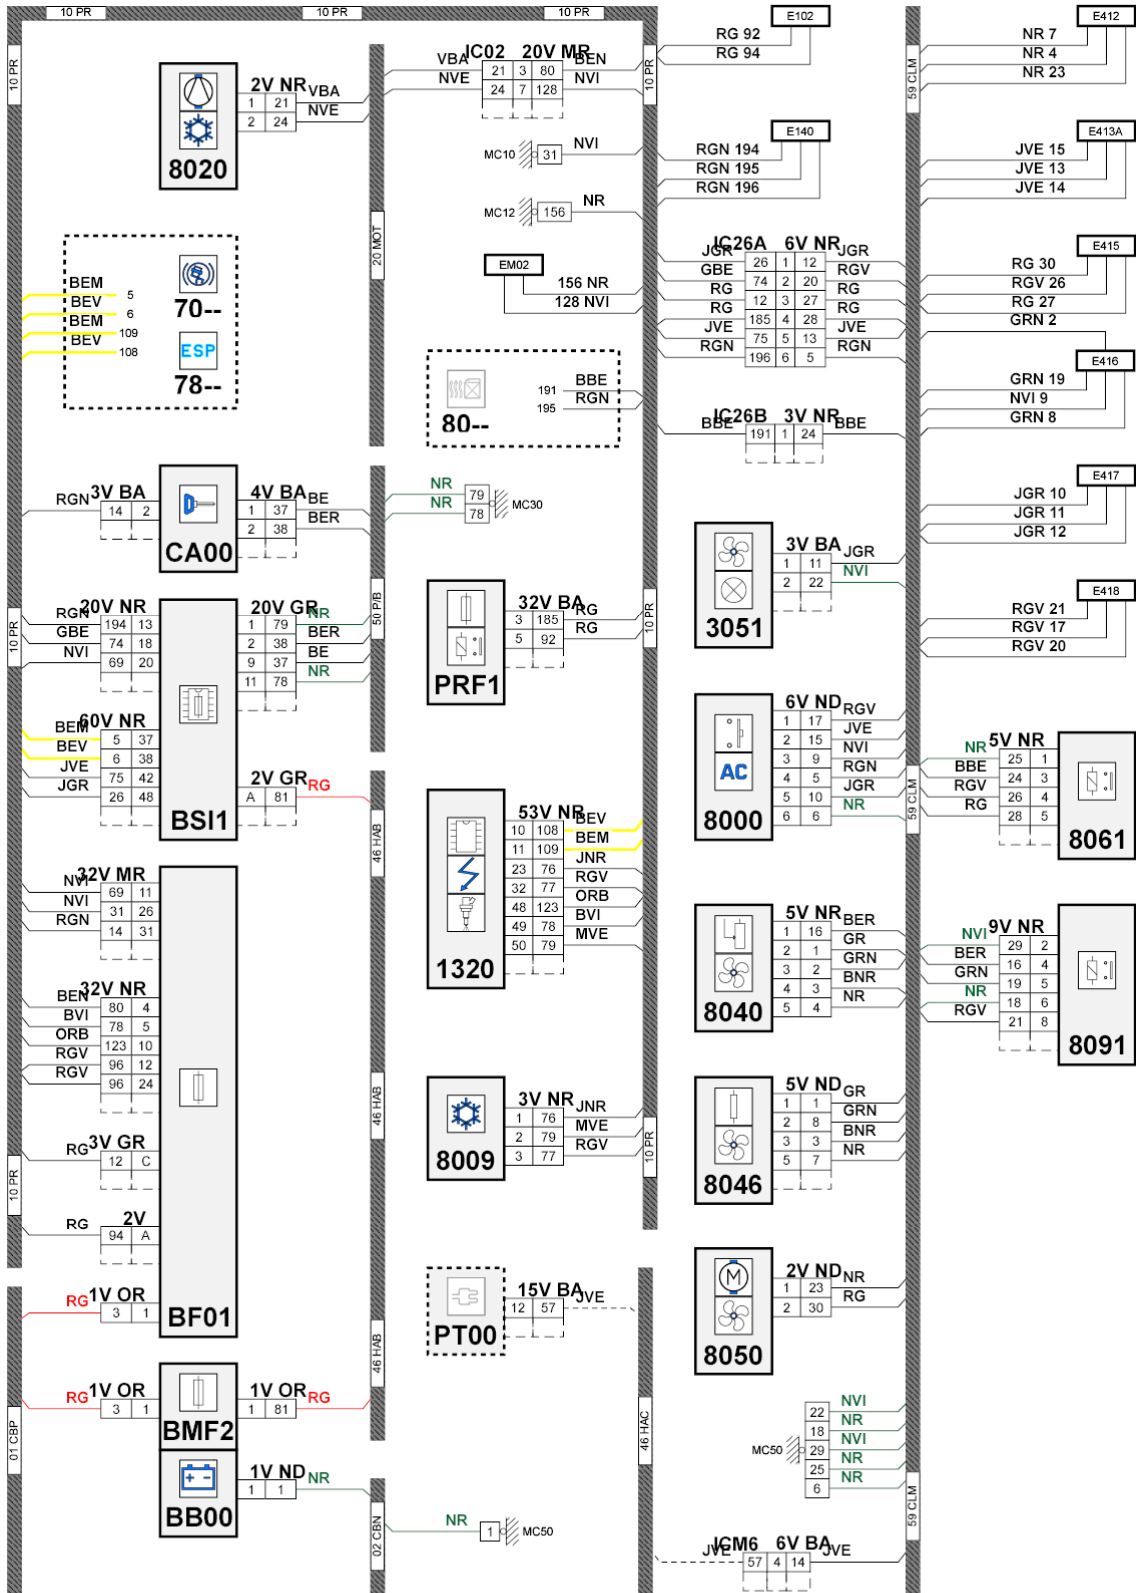 10 PR 10 PR 10 PR
10 PR
2V NR
1 21 VBA
2 24 NVE
8020
20 MOT
IC02 20V MR
VBA 21 3 80 BEN
NVE 24 7 128 NVI
10 PR
MC10 31 NVI
MC12 156 NR
EM02
156 NR
128 NVI
E102
RG 92
RG 94
E140
RGN 194
RGN 195
RGN 196
59 CLM
E412
NR 7
NR 4
NR 23
E413A
JVE 15
JVE 13
JVE 14
E415
RG 30
RGV 26
RG 27
GRN 2
E416
GRN 19
NVI 9
GRN 8
E417
JGR 10
JGR 11
JGR 12
E418
RGV 21
RGV 17
RGV 20
BEM 5
BEV 6
BEM 109
BEV 108
70--
ESP
78--
191 BBE
195 RGN
80--
IC26A 6V NR
JGR 26 1 12 JGR
GBE 74 2 20 RGV
RG 12 3 27 RG
RG 185 4 28 RG
JVE 75 5 13 JVE
RGN 196 6 5 RGN
IC26B 3V NR
BBE 191 1 24 BBE
3V BA
RGN 14 2
4V BA
1 37 BE
2 38 BER
CA00
NR 79
NR 78
MC30
50 P/B
10 PR
20V NR
RGN 194 13
GBE 74 18
NVI 69 20
20V GR
1 79 NR
2 38 BER
9 37 BE
11 78 NR
60V NR
BEM 5 37
BEV 6 38
JVE 75 42
JGR 26 48
2V GR
A 81 RG
BSI1
32V BA
3 185 RG
5 92 RG
PRF1
10 PR
3V BA
1 11 JGR
2 22 NVI
3051
6V ND
1 17 RGV
2 15 JVE
3 9 NVI
4 5 RGN
5 10 JGR
6 6 NR
AC
8000
59 CLM
5V NR
NR 25 1
BBE 24 3
RGV 26 4
RG 28 5
8061
46 HAB
53V NR
10 108 BEV
11 109 BEM
23 76 JNR
32 77 RGV
48 123 ORB
49 78 BVI
50 79 MVE
1320
32V MR
NVI 69 11
NVI 31 26
RGN 14 31
32V NR
BEN 80 4
BVI 78 5
ORB 123 10
RGV 96 12
RGV 96 24
3V GR
RG 12 C
2V
RG 94 A
1V OR
RG 3 1
BF01
10 PR
46 HAB
5V NR
1 16 BER
2 1 GR
3 2 GRN
4 3 BNR
5 4 NR
8040
9V NR
NVI 29 2
BER 16 4
GRN 19 5
NR 18 6
RGV 21 8
8091
3V NR
1 76 JNR
2 79 MVE
3 77 RGV
8009
10 PR
5V ND
1 1 GR
2 8 GRN
3 3 BNR
5 7 NR
8046
15V BA
12 57 JVE
PT00
2V ND
1 23 NR
2 30 RG
M
8050
46 HAB
1V OR
RG 3 1
1V OR
1 81 RG
BMF2
01 CBP
1V ND
1 1 NR
BB00
02 CBN
NR 1 MC50
46 HAC
22 NVI
18 NR
MC50 29 NVI
25 NR
6 NR
59 CLM
ICM6 6V BA
JVE 57 4 14 JVE